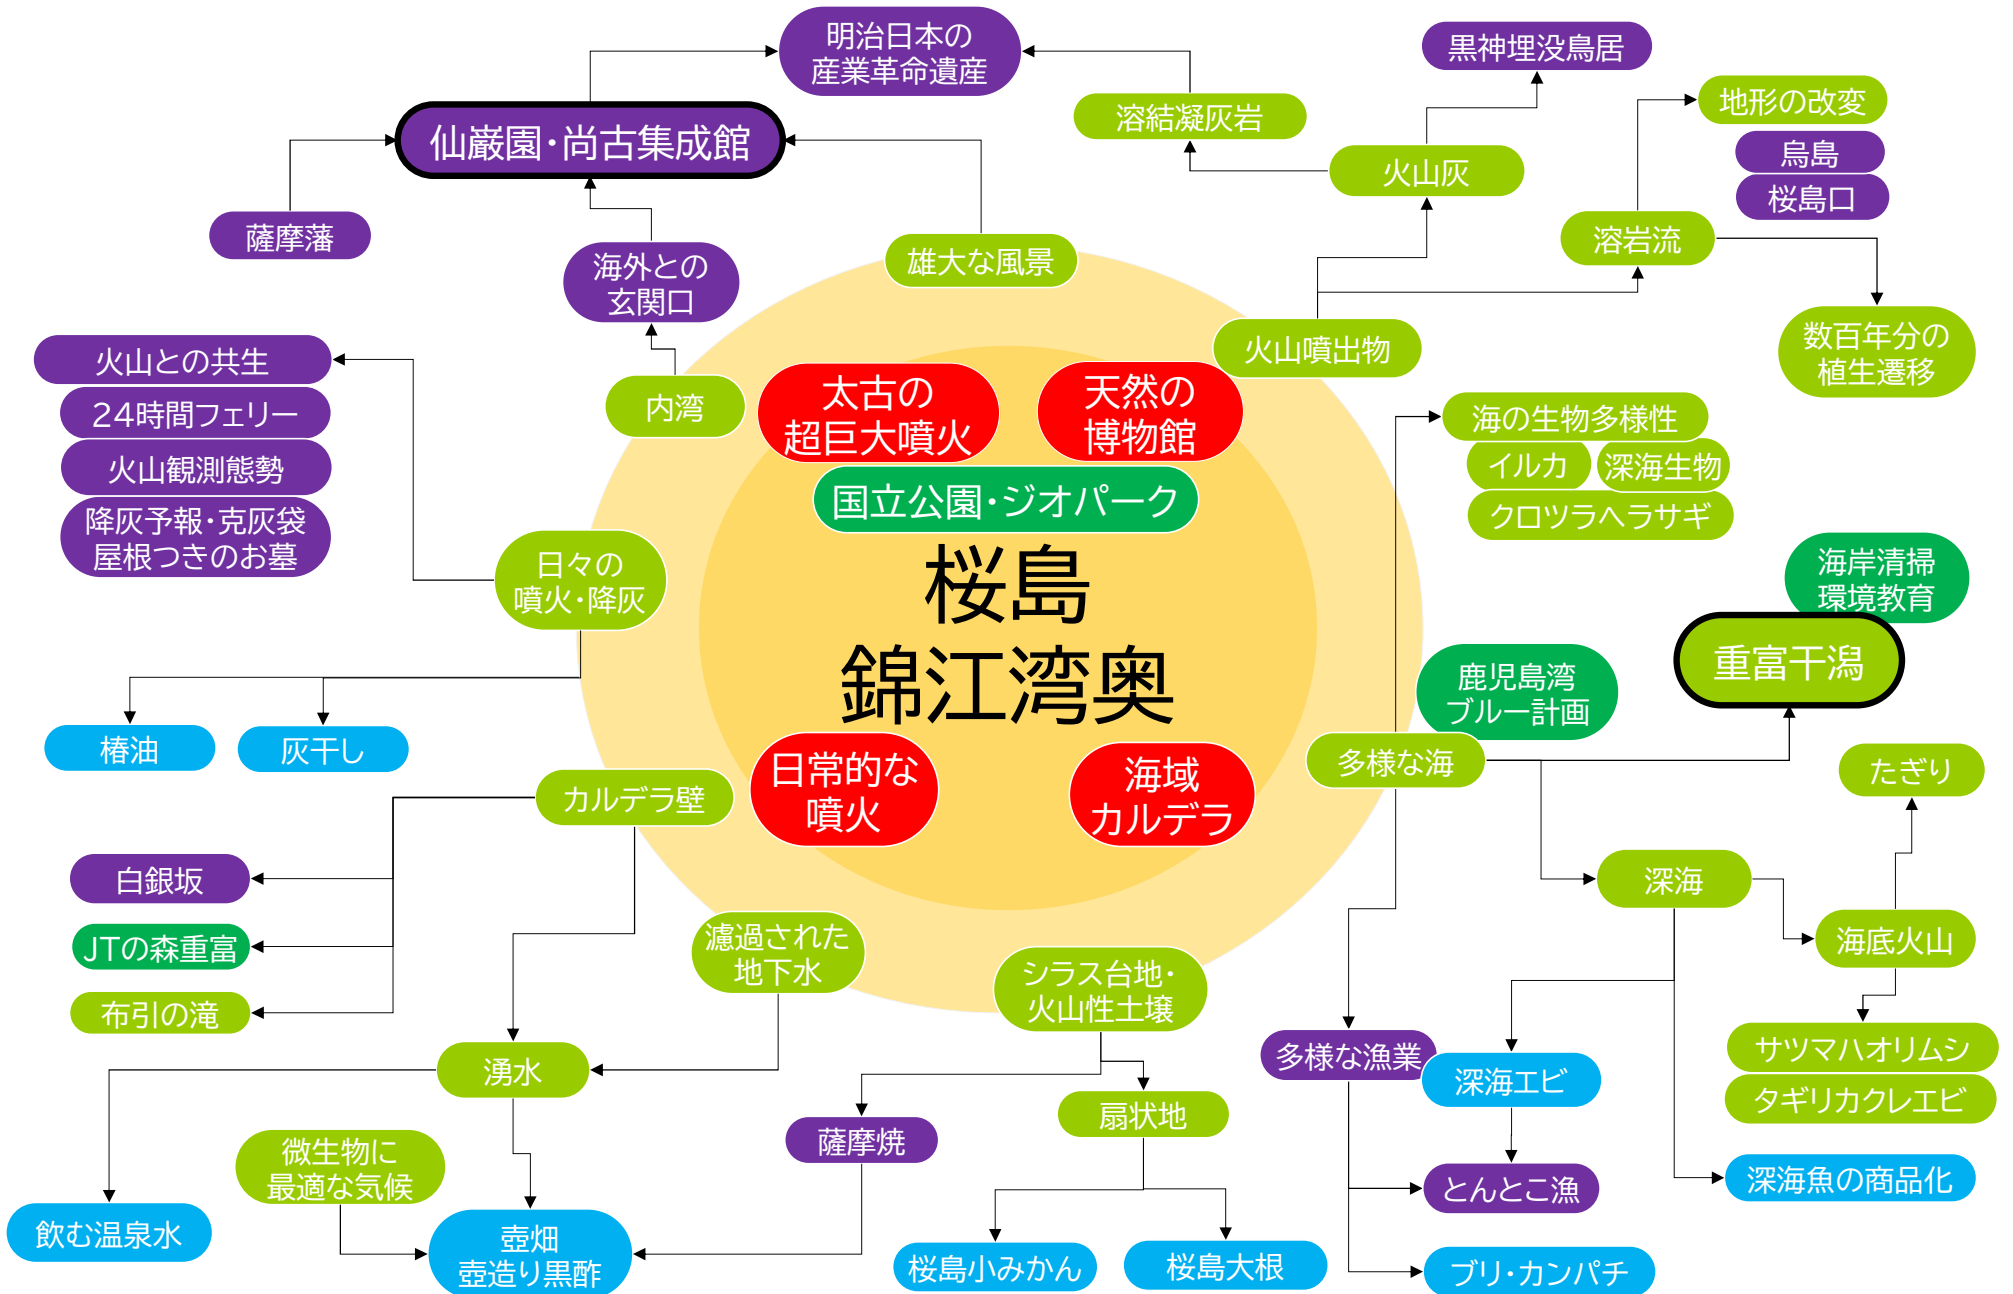 明治日本の
産業革命遺産
黒神埋没鳥居
仙巌園・尚古集成館
溶結凝灰岩
地形の改変
烏島
桜島口
火山灰
薩摩藩
海外との
玄関口
雄大な風景
溶岩流
数百年分の
植生遷移
火山噴出物
火山との共生
24時間フェリー
火山観測態勢
降灰予報・克灰袋
屋根つきのお墓
内湾
太古の
超巨大噴火
天然の
博物館
国立公園・ジオパーク
海の生物多様性
イルカ
深海生物
クロツラヘラサギ
日々の
噴火・降灰
桜島
錦江湾奥
海岸清掃
環境教育
重富干潟
鹿児島湾
ブルー計画
多様な海
椿油
灰干し
カルデラ壁
日常的な
噴火
海域
カルデラ
たぎり
白銀坂
JTの森重富
布引の滝
深海
海底火山
濾過された
地下水
シラス台地・
火山性土壌
サツマハオリムシ
タギリカクレエビ
湧水
多様な漁業
深海エビ
扇状地
薩摩焼
微生物に
最適な気候
とんとこ漁
深海魚の商品化
飲む温泉水
壺畑
壺造り黒酢
桜島小みかん
桜島大根
ブリ・カンパチ